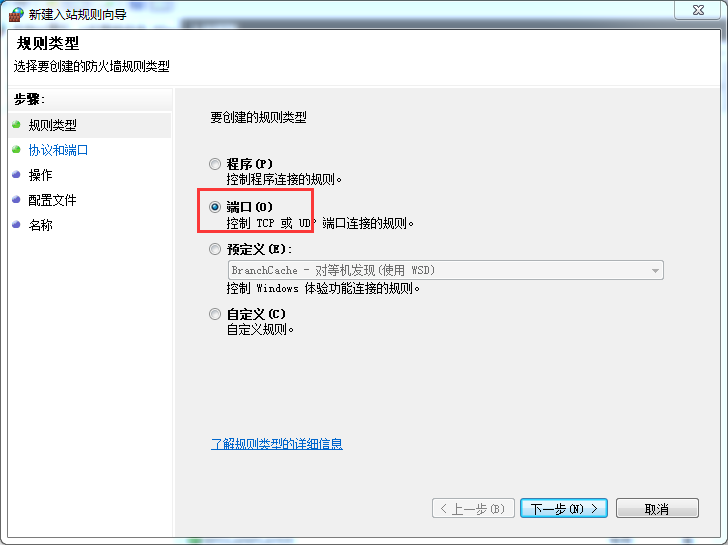 新建入站规则向导
规则类型
选择要创建的防火墙规则类型
步骤:
规则类型
协议和端口
操作
配置文件
名称
要创建的规则类型
程序(P)
控制程序连接的规则。
端口(O)
控制 TCP 或 UDP 端口连接的规则。
预定义(E):
BranchCache - 对等机发现(使用 WSD)
控制 Windows 体验功能连接的规则。
自定义(C)
自定义规则。
了解规则类型的详细信息
< 上一步(B)
下一步(N) >
取消